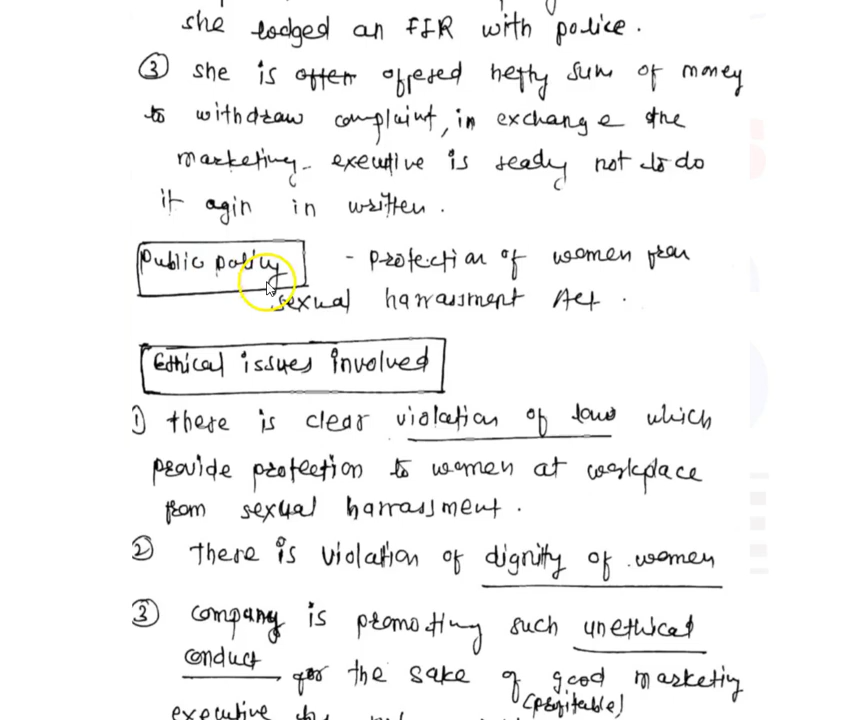 she lodged an FIR with police.
③ she is often offered hefty sum of money
to withdraw complaint, in exchange the
marketing executive is ready not to do
it agin in written.
Public policy - protection of women from
sexual harrassment Act.
Ethical issues involved
1) there is clear violation of law which
provide protection to women at workplace
from sexual harrassment.
② there is violation of dignity of women
③ company is promoting such unethical
conduct for the sake of good marketing
(profitable)
executive